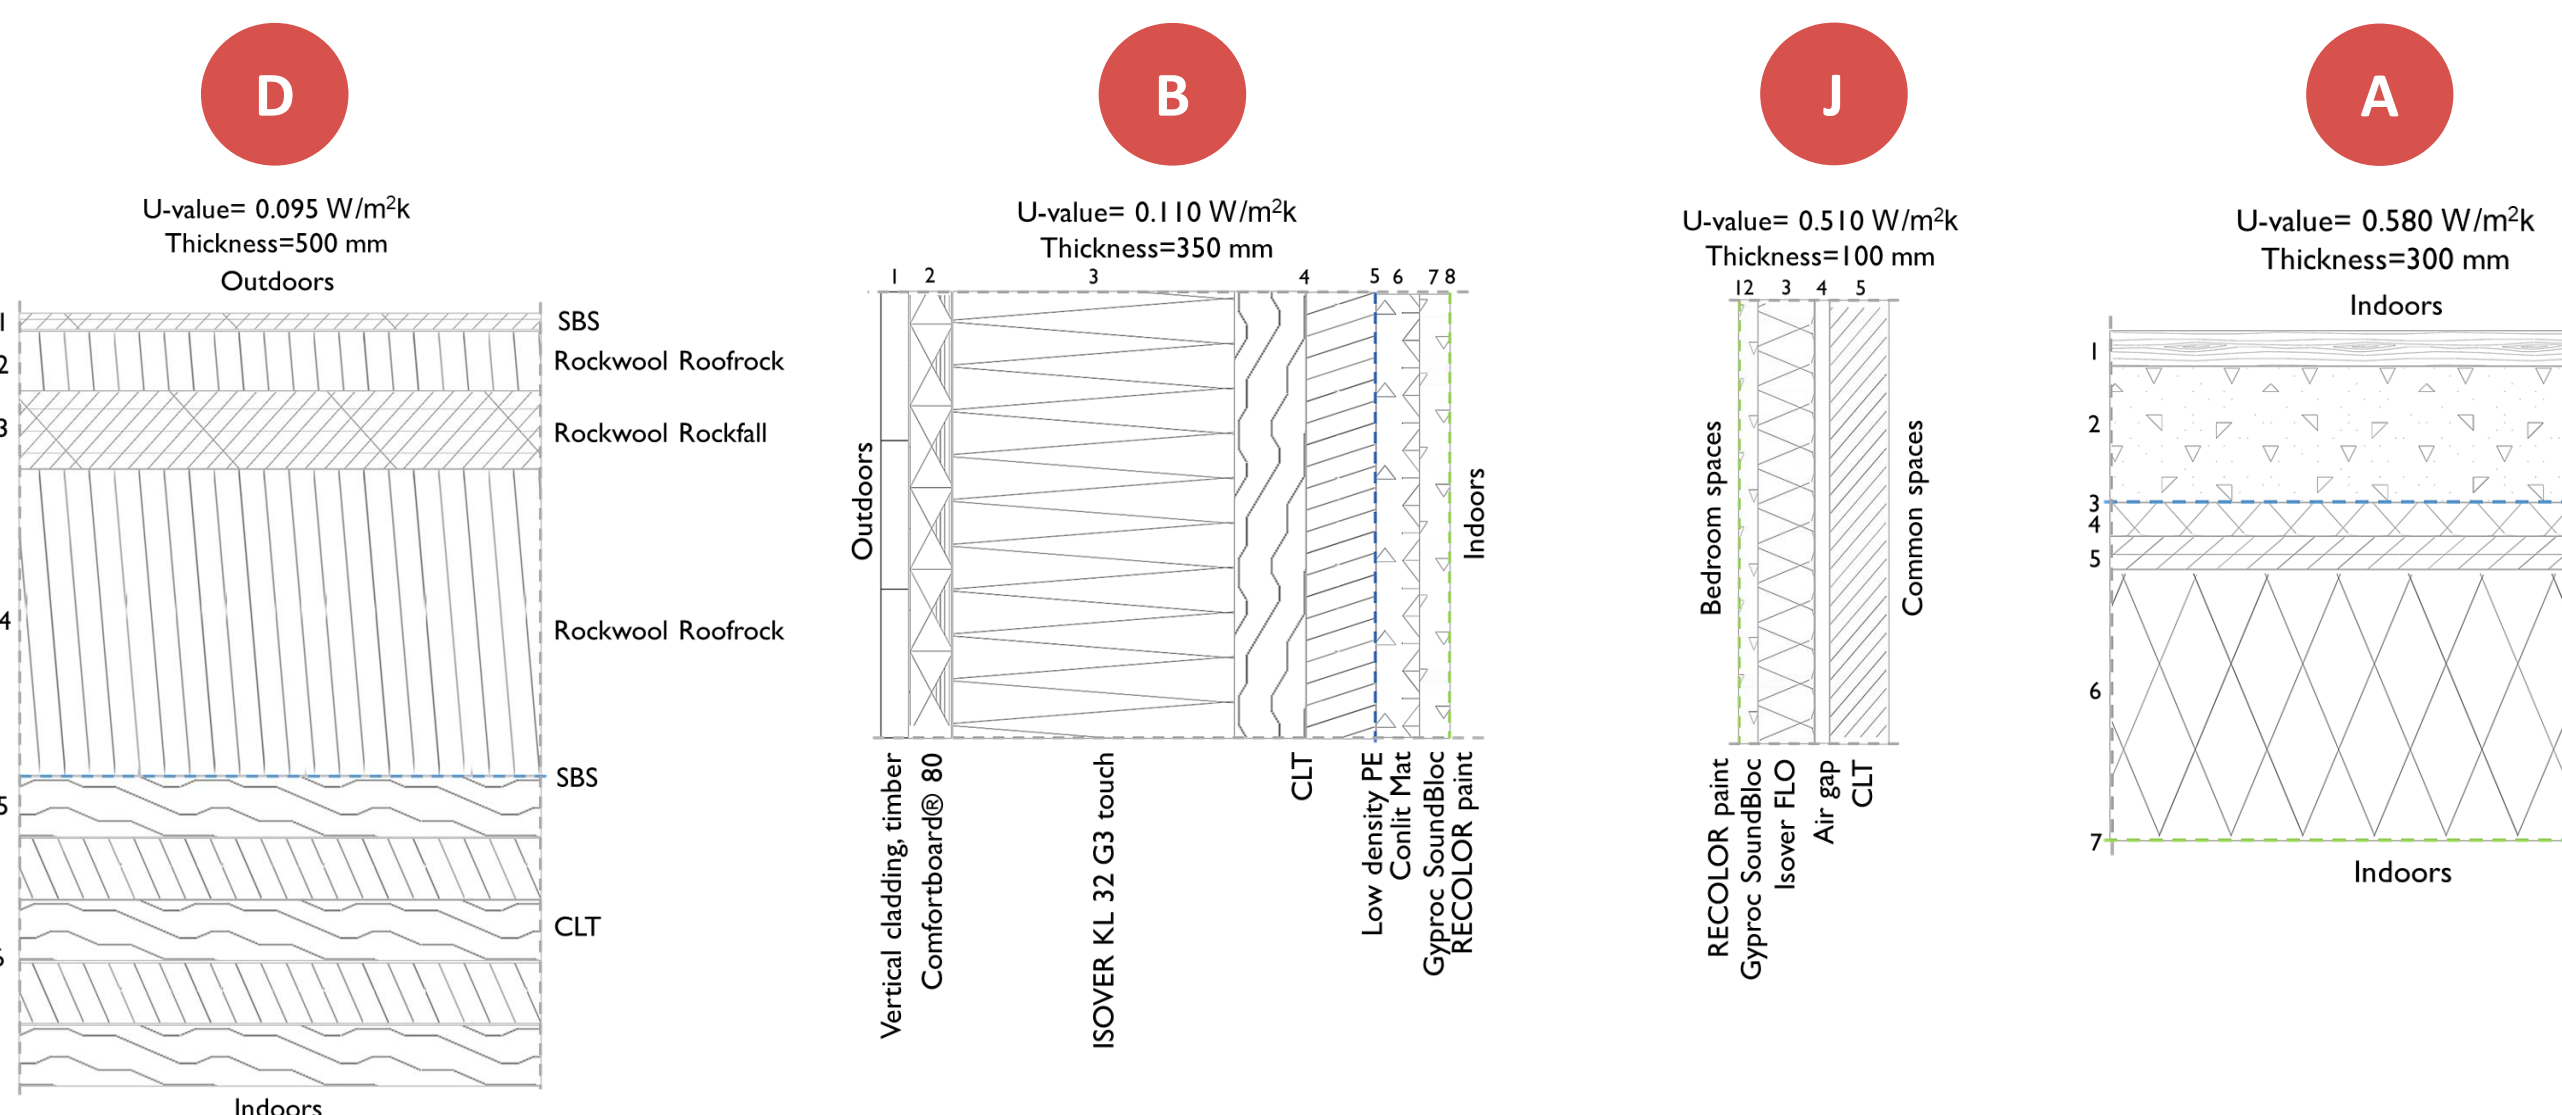 D
U-value= 0.095 W/m²k
Thickness=500 mm
Outdoors
1
2
3
4
5
SBS
Rockwool Roofrock
Rockwool Rockfall
Rockwool Roofrock
SBS
CLT
Indoors
B
U-value= 0.110 W/m²k
Thickness=350 mm
1 2 3 4 5 6 7 8
Outdoors
Indoors
Vertical cladding, timber
Comfortboard® 80
ISOVER KL 32 G3 touch
CLT
Low density PE
Conlit Mat
Gyproc SoundBloc
RECOLOR paint
J
U-value= 0.510 W/m²k
Thickness=100 mm
12 3 4 5
Bedroom spaces
Common spaces
RECOLOR paint
Gyproc SoundBloc
Isover FLO
Air gap
CLT
A
U-value= 0.580 W/m²k
Thickness=300 mm
Indoors
1
2
3
4
5
6
7
Indoors